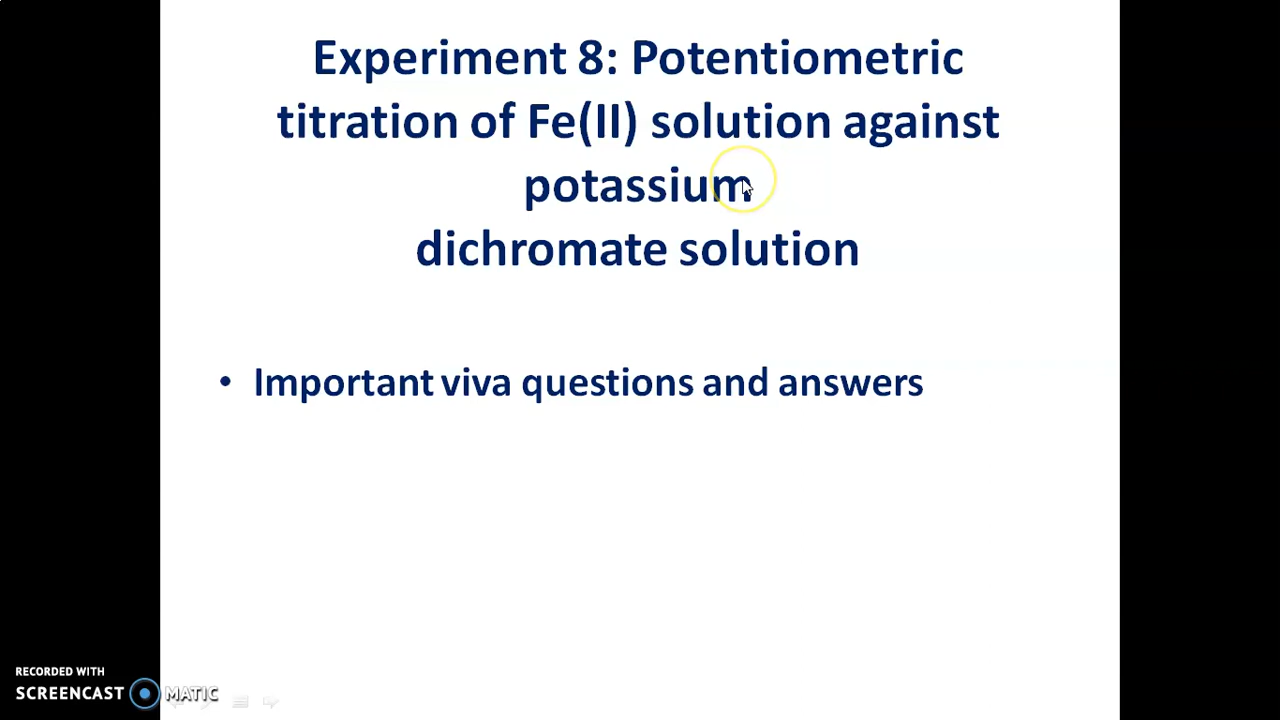 Experiment 8: Potentiometric
titration of Fe(II) solution against
potassium
dichromate solution
• Important viva questions and answers
RECORDED WITH
SCREENCAST MATIC